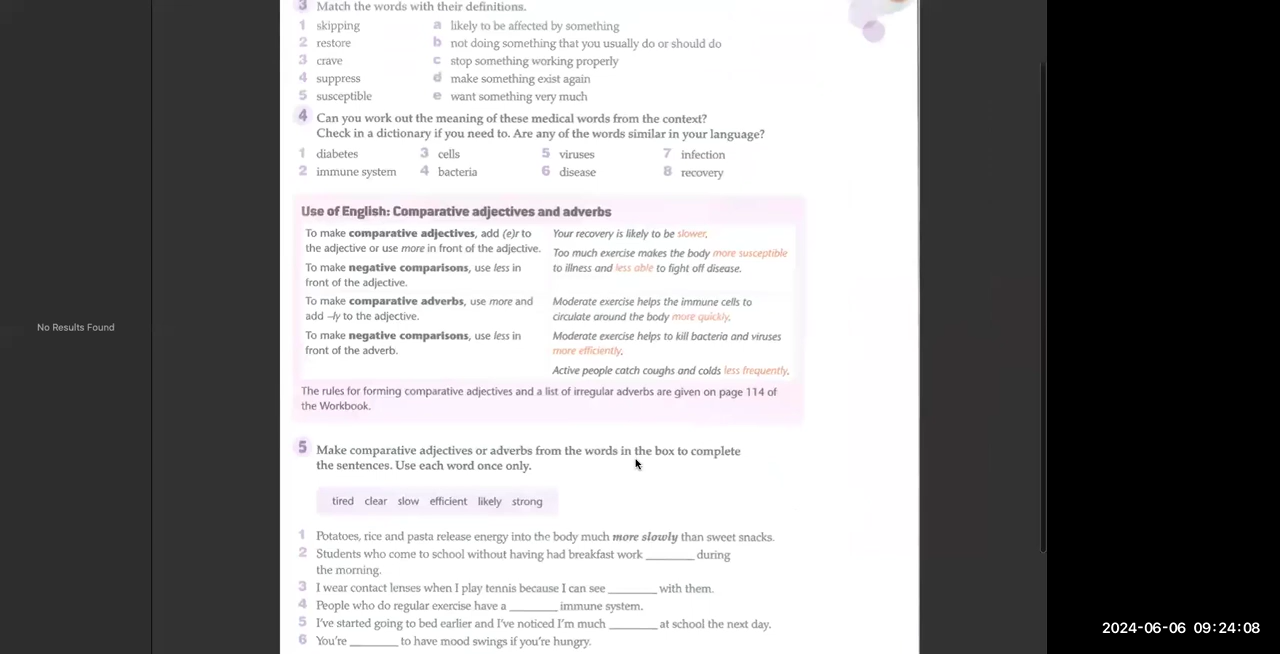 3 Match the words with their definitions.
1 skipping a likely to be affected by something
2 restore b not doing something that you usually do or should do
3 crave c stop something working properly
4 suppress d make something exist again
5 susceptible e want something very much
4 Can you work out the meaning of these medical words from the context?
Check in a dictionary if you need to. Are any of the words similar in your language?
1 diabetes 3 cells 5 viruses 7 infection
2 immune system 4 bacteria 6 disease 8 recovery
Use of English: Comparative adjectives and adverbs
To make comparative adjectives, add (e)r to
the adjective or use more in front of the adjective.
To make negative comparisons, use less in
front of the adjective.
Your recovery is likely to be slower.
Too much exercise makes the body more susceptible
to illness and less able to fight off disease.
To make comparative adverbs, use more and
add –ly to the adjective.
To make negative comparisons, use less in
front of the adverb.
Moderate exercise helps the immune cells to
circulate around the body more quickly.
Moderate exercise helps to kill bacteria and viruses
more efficiently.
Active people catch coughs and colds less frequently.
The rules for forming comparative adjectives and a list of irregular adverbs are given on page 114 of
the Workbook.
5 Make comparative adjectives or adverbs from the words in the box to complete
the sentences. Use each word once only.
tired clear slow efficient likely strong
1 Potatoes, rice and pasta release energy into the body much more slowly than sweet snacks.
2 Students who come to school without having had breakfast work ________ during
the morning.
3 I wear contact lenses when I play tennis because I can see ________ with them.
4 People who do regular exercise have a ________ immune system.
5 I've started going to bed earlier and I've noticed I'm much ________ at school the next day.
6 You're ________ to have mood swings if you're hungry.
No Results Found
2024-06-06 09:24:08